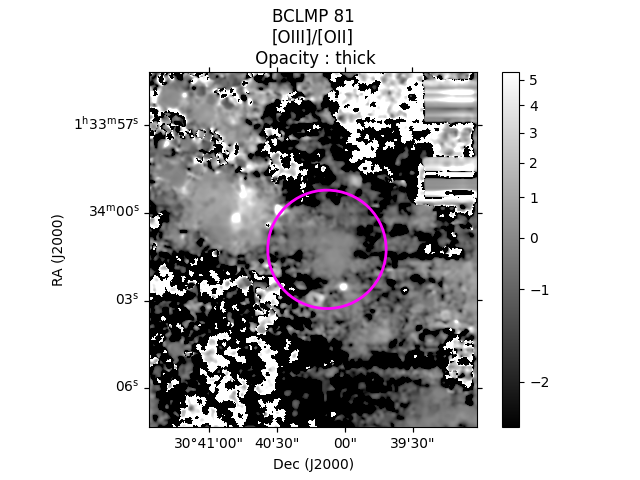 BCLMP 81
[OIII]/[OII]
Opacity : thick
1ʰ33ᵐ57ˢ
34ᵐ00ˢ
03ˢ
06ˢ
RA (J2000)
30°41'00" 40'30" 00" 39'30"
Dec (J2000)
5
4
3
2
1
0
−1
−2